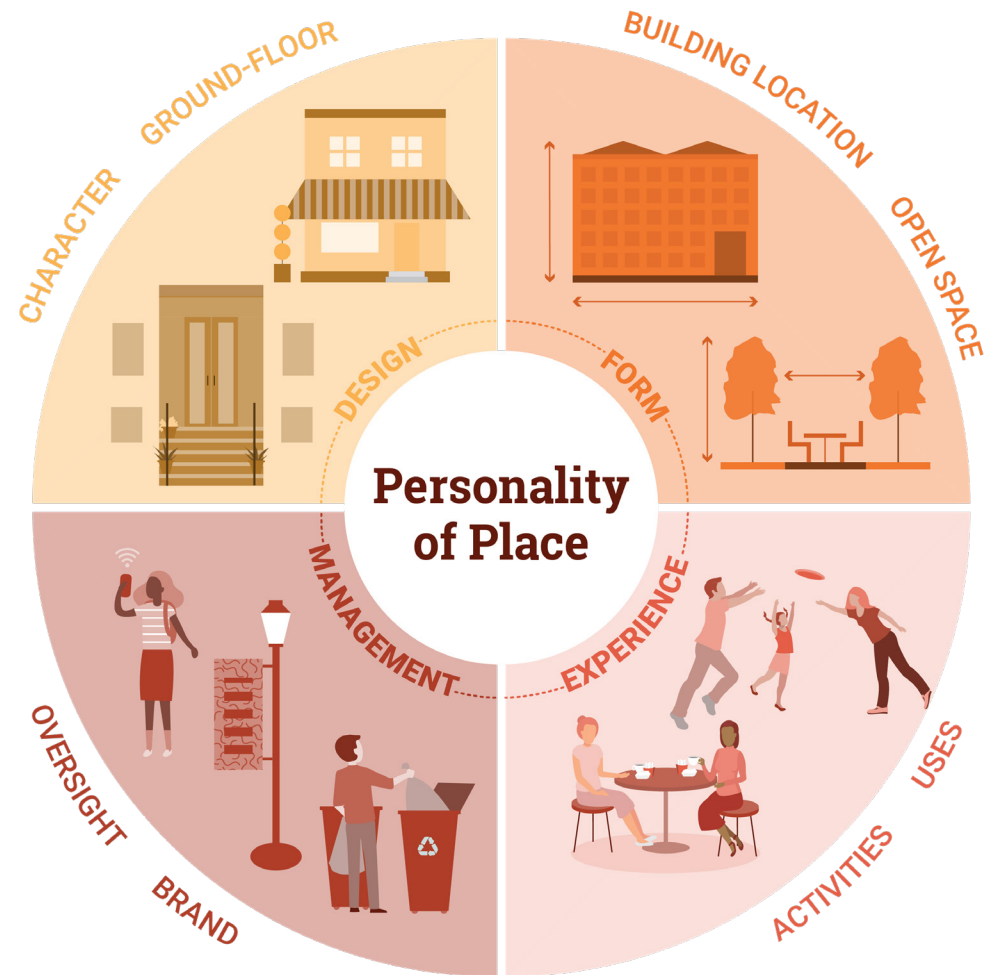 CHARACTER
GROUND-FLOOR
BUILDING LOCATION
OPEN SPACE
DESIGN
FORM
Personality
of Place
MANAGEMENT
EXPERIENCE
OVERSIGHT
BRAND
USES
ACTIVITIES